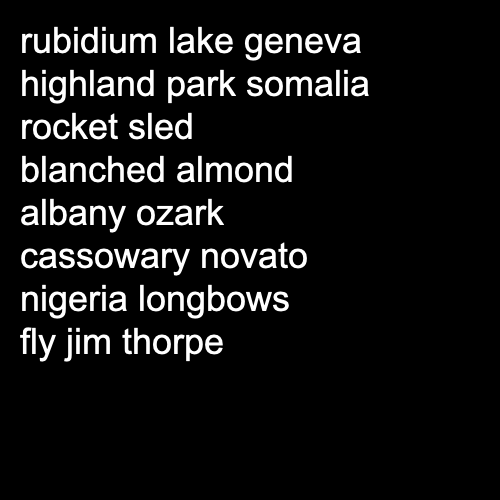 rubidium lake geneva
highland park somalia
rocket sled
blanched almond
albany ozark
cassowary novato
nigeria longbows
fly jim thorpe